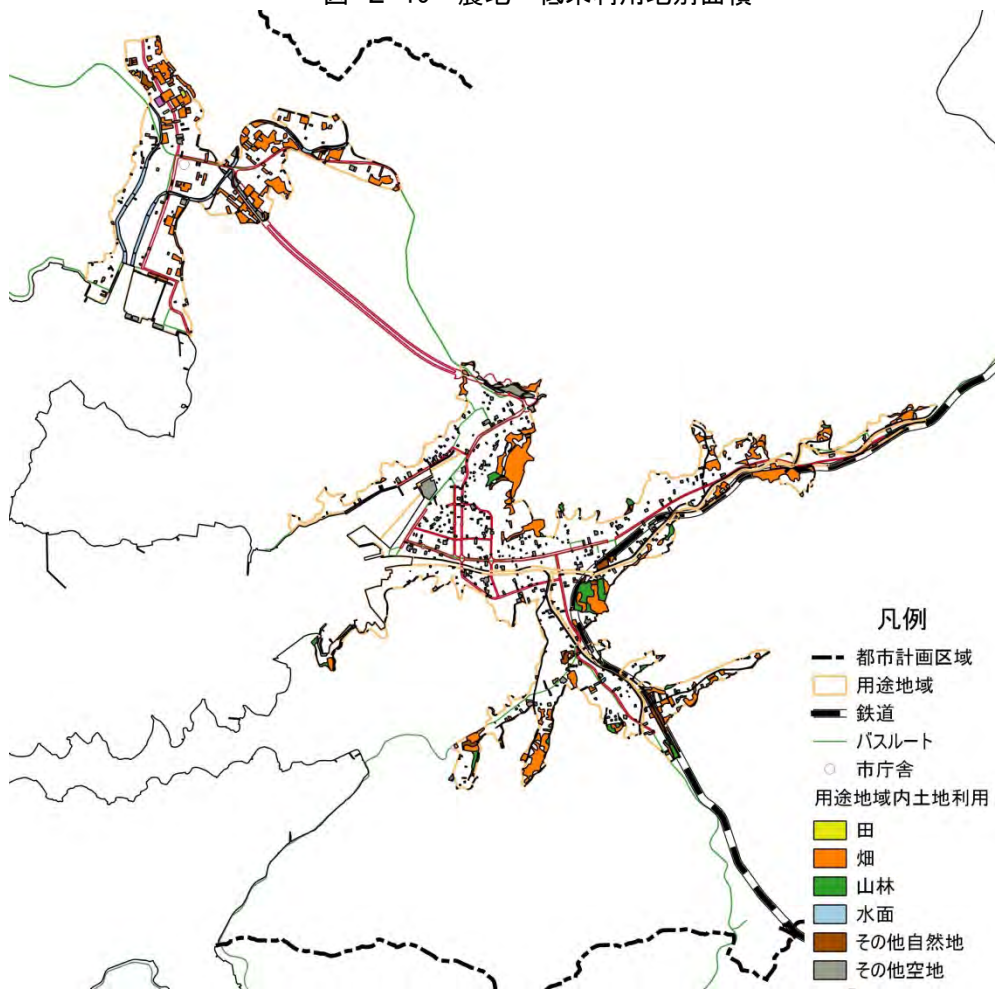 凡例
都市計画区域
用途地域
鉄道
バスルート
市庁舎
用途地域内土地利用
田
畑
山林
水面
その他自然地
その他空地